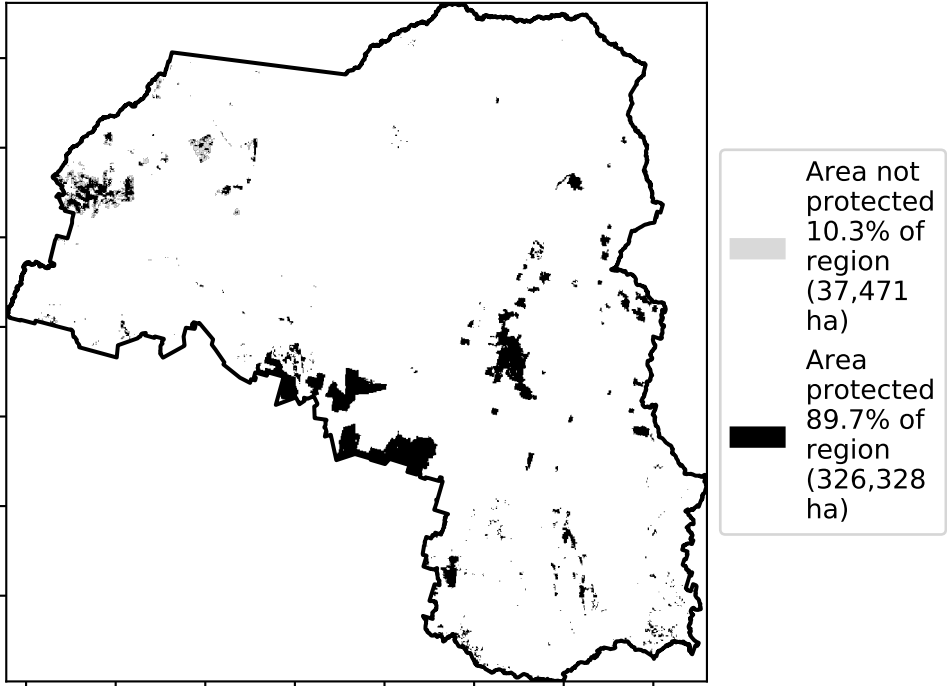 Area not
protected
10.3% of
region
(37,471
ha)
Area
protected
89.7% of
region
(326,328
ha)